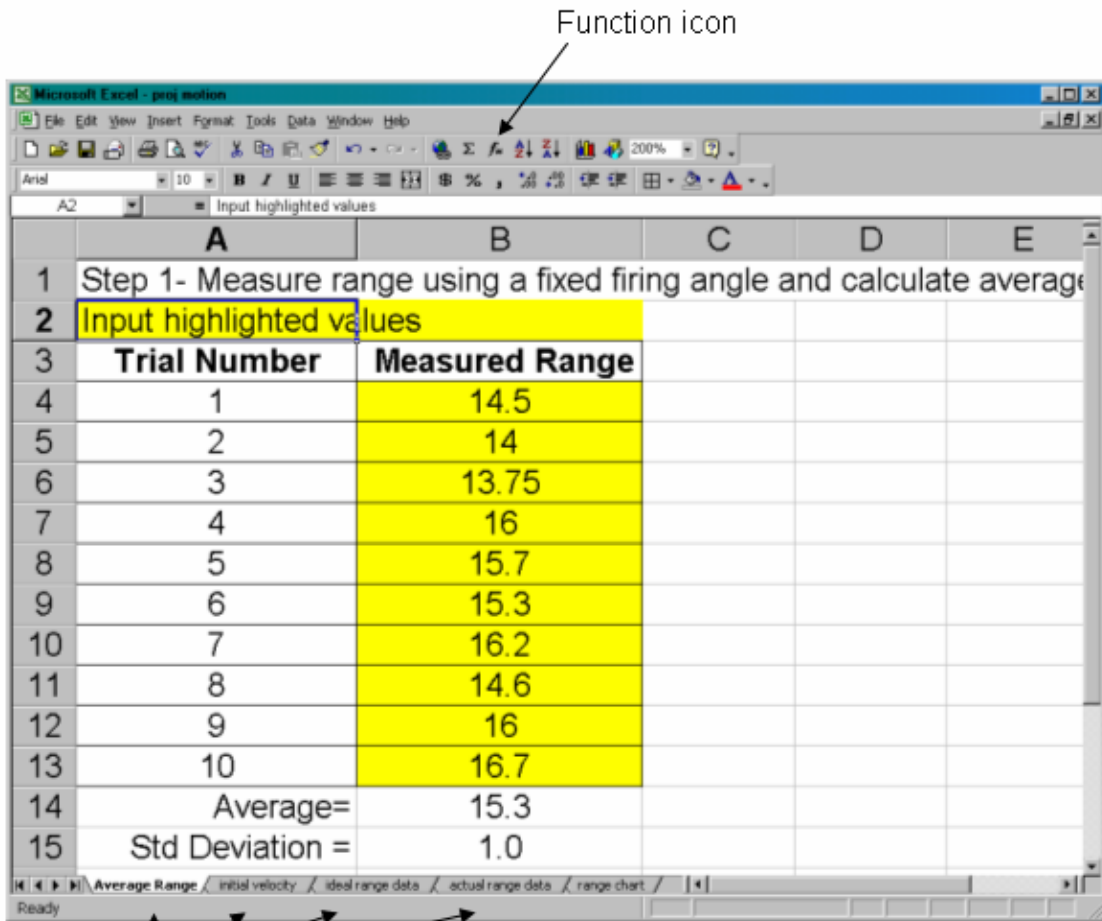 Function icon
Microsoft Excel - proj motion
File Edit View Insert Format Tools Data Window Help
200%
Arial 10 B I U $ % ,
A2 = Input highlighted values
A B C D E
1 Step 1- Measure range using a fixed firing angle and calculate average
2 Input highlighted values
3 Trial Number Measured Range
4 1 14.5
5 2 14
6 3 13.75
7 4 16
8 5 15.7
9 6 15.3
10 7 16.2
11 8 14.6
12 9 16
13 10 16.7
14 Average= 15.3
15 Std Deviation = 1.0
Average Range initial velocity ideal range data actual range data range chart
Ready